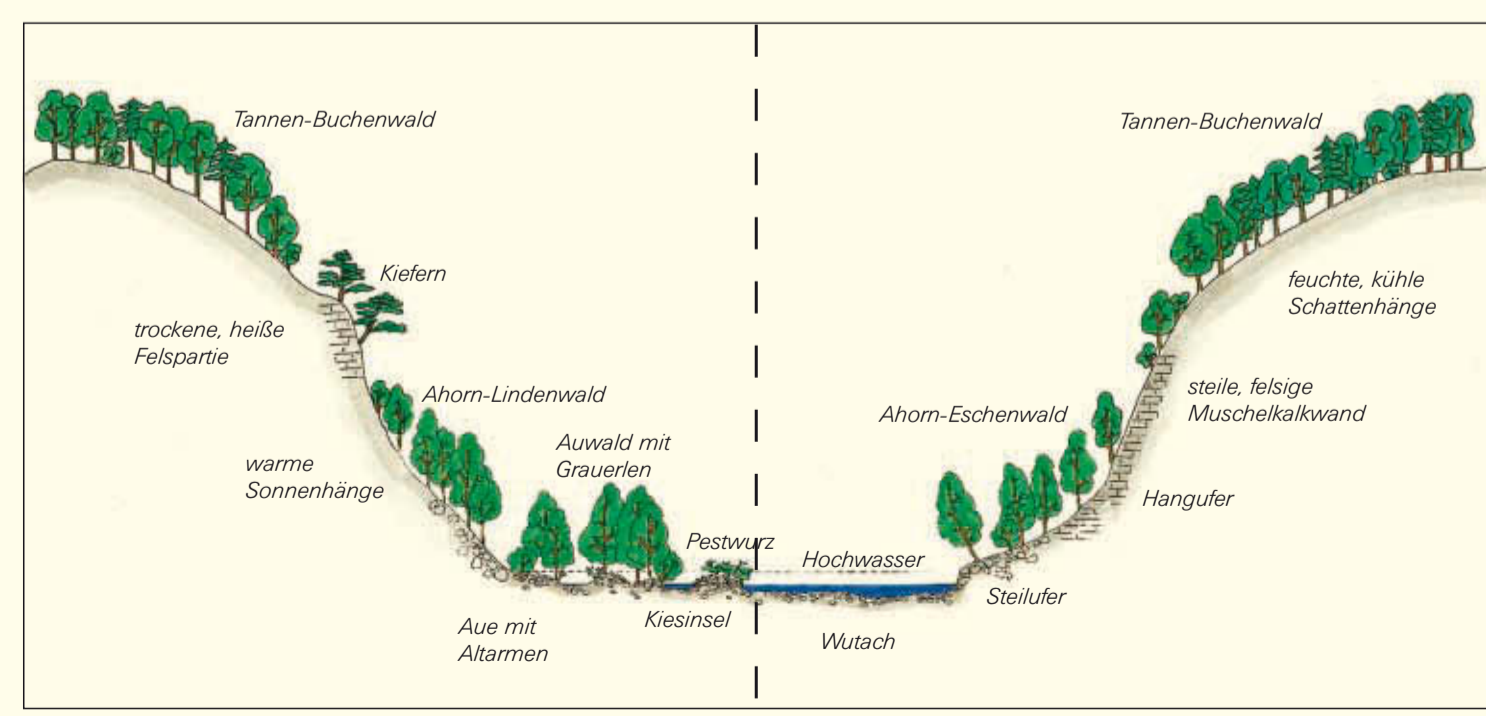 Tannen-Buchenwald
Tannen-Buchenwald
Kiefern
feuchte, kühle
Schattenhänge
trockene, heiße
Felspartie
Ahorn-Lindenwald
steile, felsige
Muschelkalkwand
Ahorn-Eschenwald
Auwald mit
Grauerlen
warme
Sonnenhänge
Hangufer
Pestwurz
Hochwasser
Steilufer
Kiesinsel
Aue mit
Altarmen
Wutach